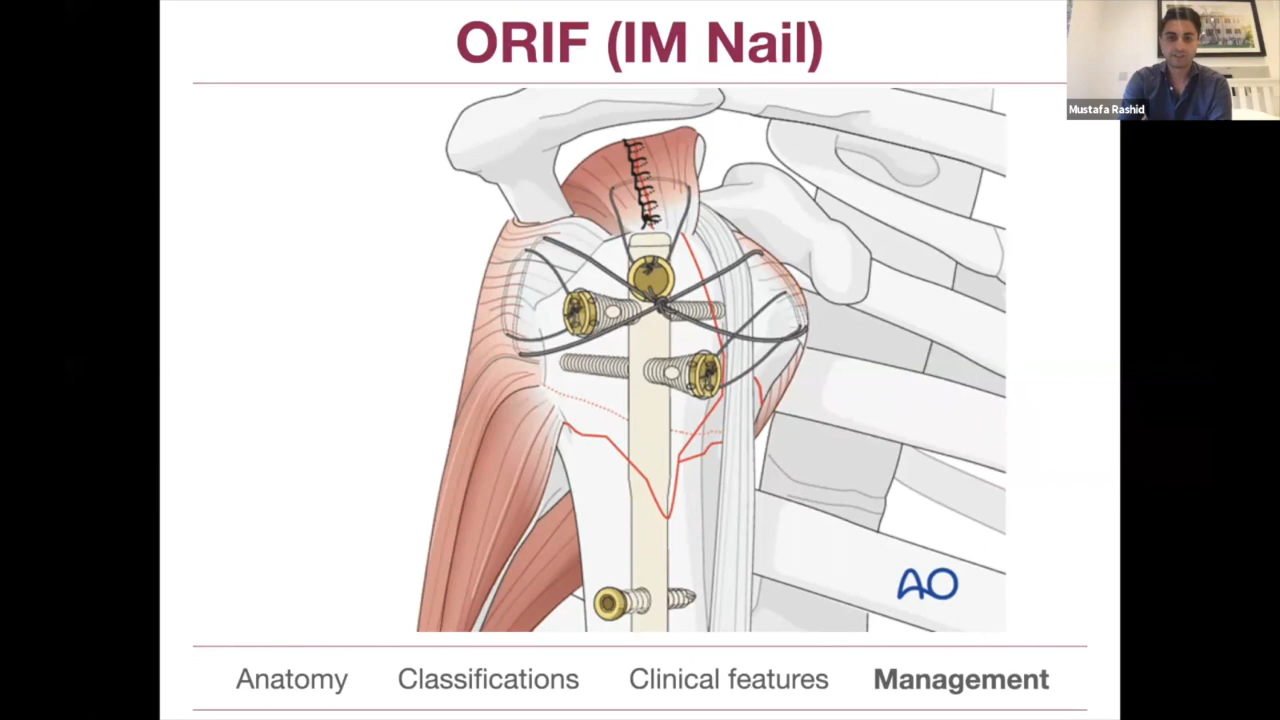 ORIF (IM Nail)
Mustafa Rashid
AO
Anatomy Classifications Clinical features Management